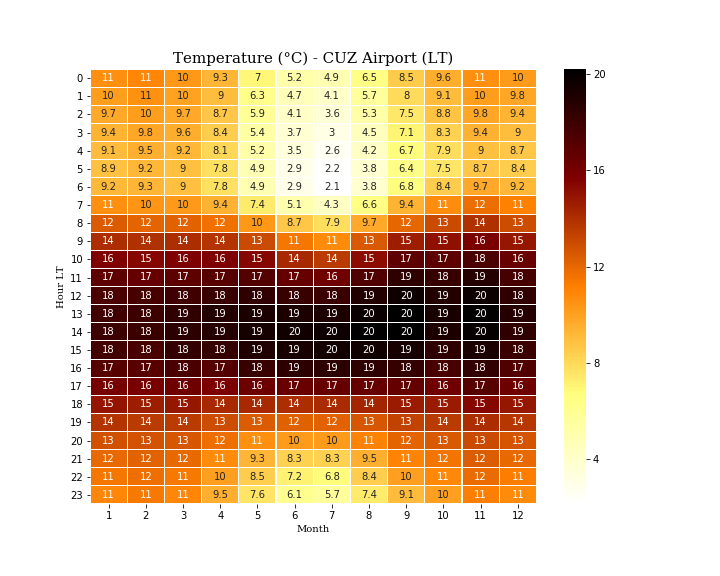 Temperature (°C) - CUZ Airport (LT)
0 11 11 10 9.3 7 5.2 4.9 6.5 8.5 9.6 11 10
1 10 11 10 9 6.3 4.7 4.1 5.7 8 9.1 10 9.8
2 9.7 10 9.7 8.7 5.9 4.1 3.6 5.3 7.5 8.8 9.8 9.4
3 9.4 9.8 9.6 8.4 5.4 3.7 3 4.5 7.1 8.3 9.4 9
4 9.1 9.5 9.2 8.1 5.2 3.5 2.6 4.2 6.7 7.9 9 8.7
5 8.9 9.2 9 7.8 4.9 2.9 2.2 3.8 6.4 7.5 8.7 8.4
6 9.2 9.3 9 7.8 4.9 2.9 2.1 3.8 6.8 8.4 9.7 9.2
7 11 10 10 9.4 7.4 5.1 4.3 6.6 9.4 11 12 11
8 12 12 12 12 10 8.7 7.9 9.7 12 13 14 13
9 14 14 14 14 13 11 11 13 15 15 16 15
10 16 15 16 16 15 14 14 15 17 17 18 16
11 17 17 17 17 17 17 16 17 19 18 19 18
12 18 18 18 18 18 18 18 19 20 19 20 18
13 18 18 19 19 19 19 19 20 20 19 20 19
14 18 18 19 19 19 20 20 20 20 19 20 19
15 18 18 18 18 19 19 20 20 19 19 19 18
16 17 17 18 17 18 19 19 19 18 18 18 17
17 16 16 16 16 16 17 17 17 17 16 17 16
18 15 15 15 14 14 14 14 14 15 15 15 15
19 14 14 14 13 13 12 12 13 13 14 14 14
20 13 13 13 12 11 10 10 11 12 13 13 13
21 12 12 12 11 9.3 8.3 8.3 9.5 11 12 12 12
22 11 12 11 10 8.5 7.2 6.8 8.4 10 11 12 11
23 11 11 11 9.5 7.6 6.1 5.7 7.4 9.1 10 11 11
1 2 3 4 5 6 7 8 9 10 11 12
Month
Hour LT
20
16
12
8
4